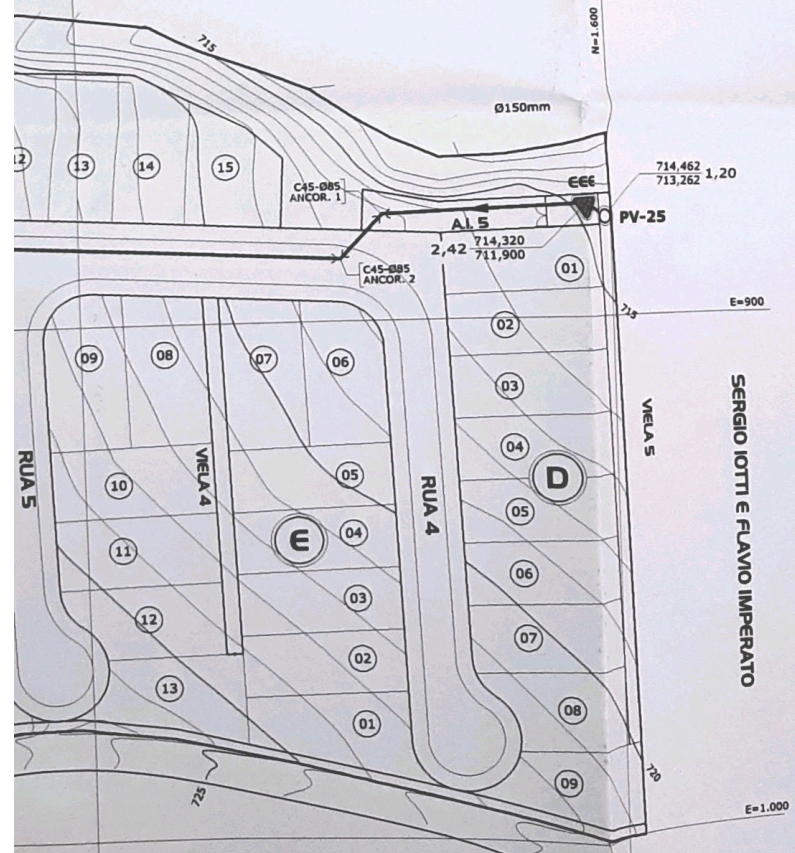 715
N=1.600
Ø150mm
12
13
14
15
C45-Ø85
ANCOR. 1
EEE
714,462
713,262
1,20
PV-25
A.I. 5
2,42
714,320
711,900
C45-Ø85
ANCOR. 2
01
715
E=900
02
09
08
07
06
03
VIELA 5
SERGIO IOTTI E FLAVIO IMPERATO
04
D
RUA 5
10
VIELA 4
05
RUA 4
05
11
E
04
06
12
03
07
13
02
08
01
09
720
725
E=1.000